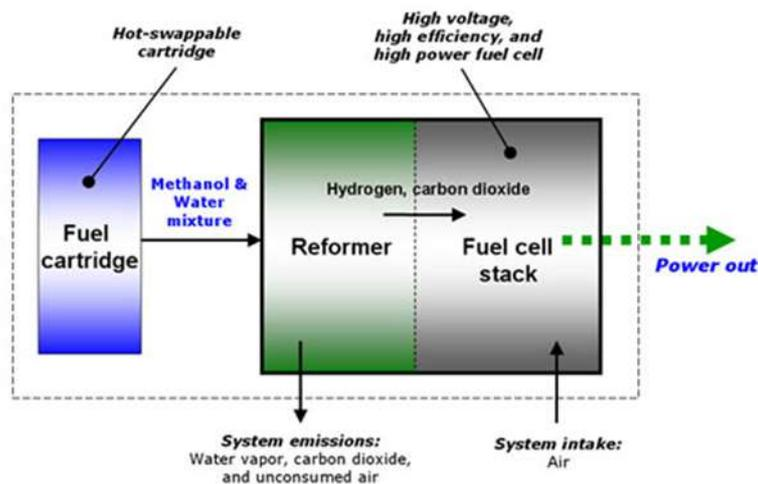 Hot-swappable
cartridge
High voltage,
high efficiency, and
high power fuel cell
Methanol &
Water
mixture
Fuel
cartridge
Hydrogen, carbon dioxide
Reformer
Fuel cell
stack
Power out
System emissions:
Water vapor, carbon dioxide,
and unconsumed air
System intake:
Air